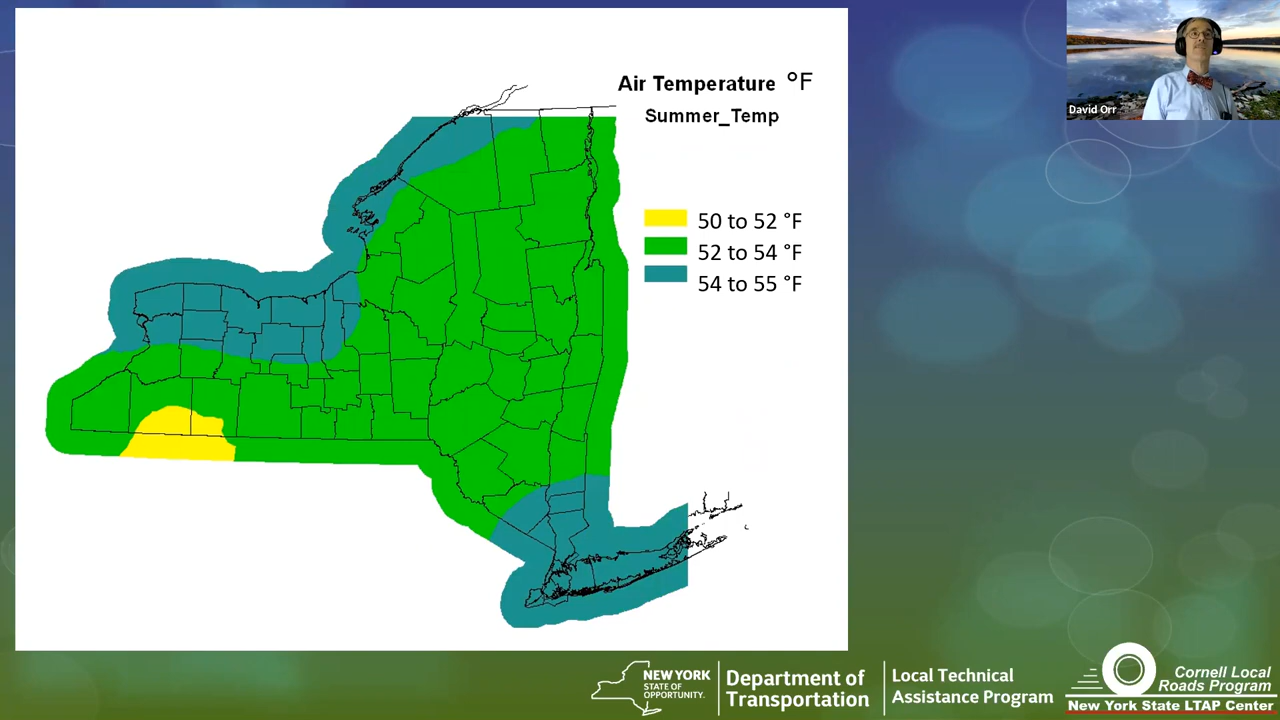 Air Temperature °F
Summer_Temp
50 to 52 °F
52 to 54 °F
54 to 55 °F
David Orr
NEW YORK
STATE OF
OPPORTUNITY.
Department of
Transportation
Local Technical
Assistance Program
Cornell Local
Roads Program
New York State LTAP Center